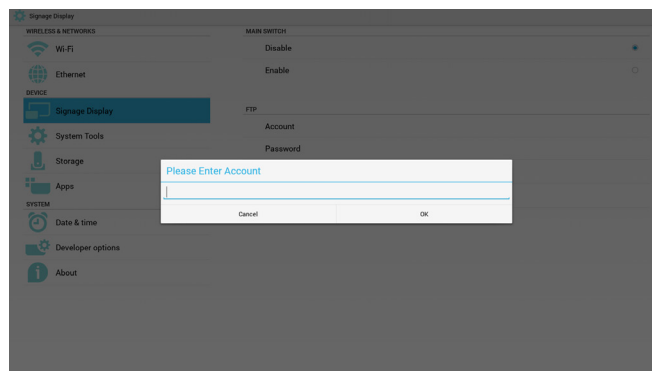 Signage Display
WIRELESS & NETWORKS
Wi-Fi
Ethernet
DEVICE
Signage Display
System Tools
Storage
Apps
SYSTEM
Date & time
Developer options
About
MAIN SWITCH
Disable
Enable
FTP
Account
Password
Please Enter Account
Cancel
OK